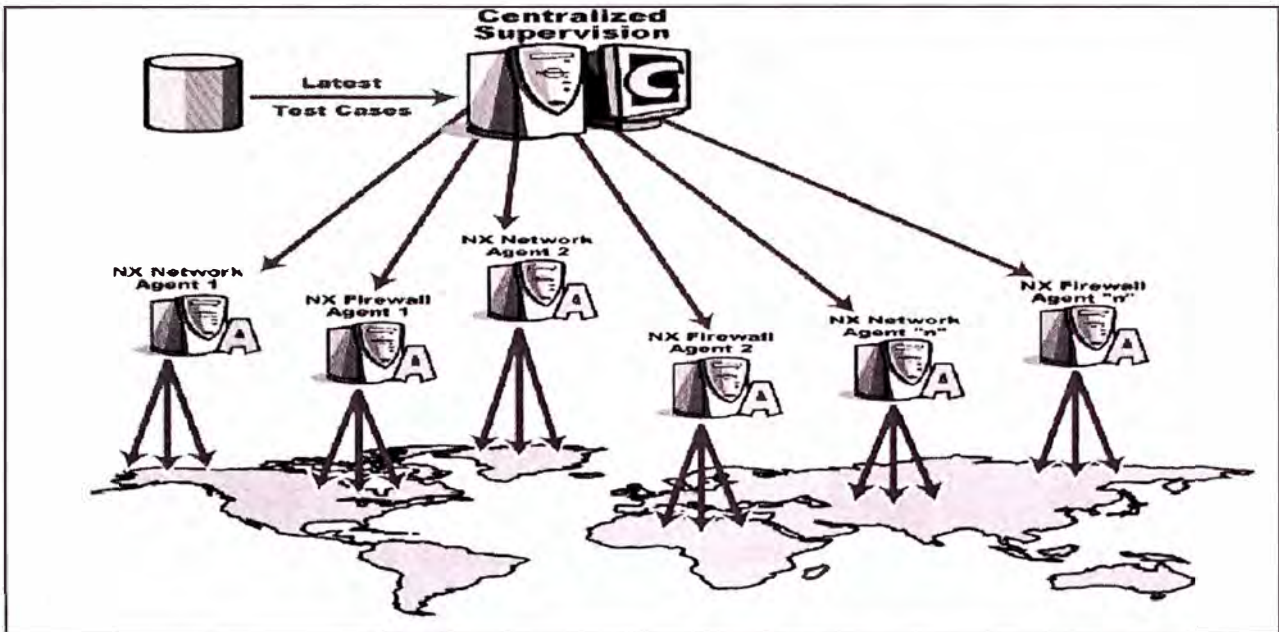 Centralized
Supervision
Latest
Test Cases
C
NX Network
Agent 2
NX Network
Agent 1
A
NX Firewall
Agent 1
A
A
NX Firewall
Agent 2
A
NX Network
Agent "n"
A
NX Firewall
Agent "n"
A